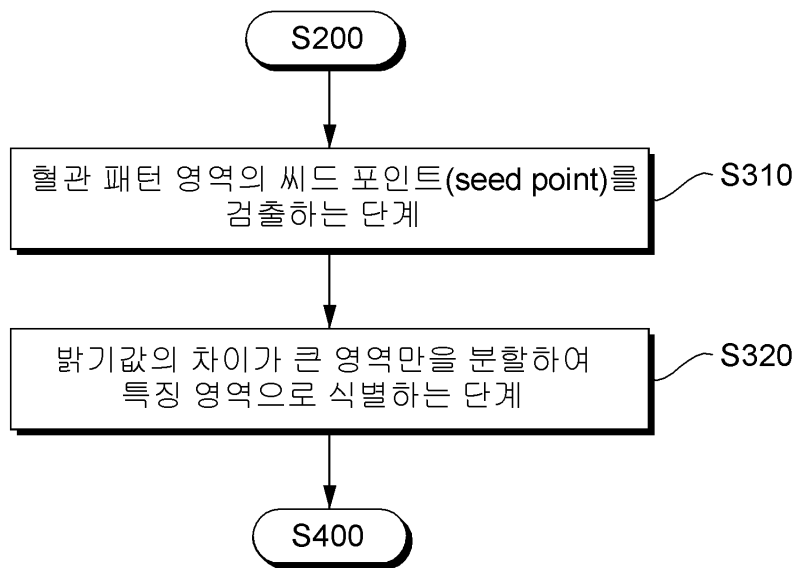 S200
혈관 패턴 영역의 씨드 포인트(seed point)를
검출하는 단계
S310
밝기값의 차이가 큰 영역만을 분할하여
특징 영역으로 식별하는 단계
S320
S400